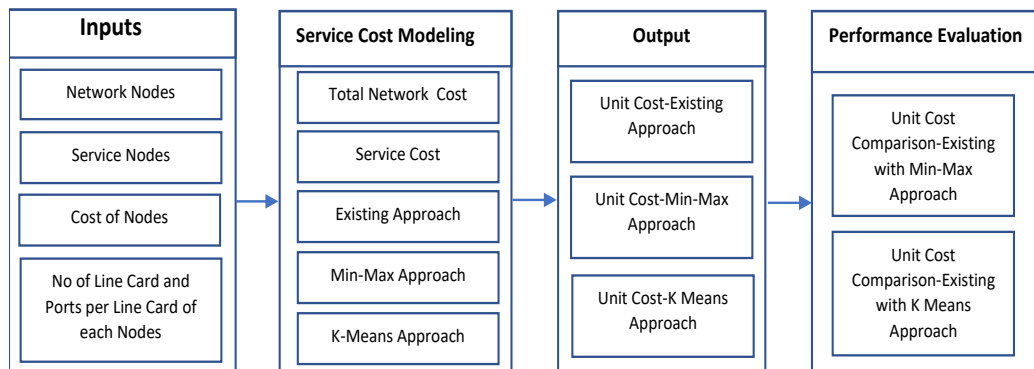 Inputs
Network Nodes
Service Nodes
Cost of Nodes
No of Line Card and
Ports per Line Card of
each Nodes
Service Cost Modeling
Total Network Cost
Service Cost
Existing Approach
Min-Max Approach
K-Means Approach
Output
Unit Cost-Existing
Approach
Unit Cost-Min-Max
Approach
Unit Cost-K Means
Approach
Performance Evaluation
Unit Cost
Comparison-Existing
with Min-Max
Approach
Unit Cost
Comparison-Existing
with K Means
Approach